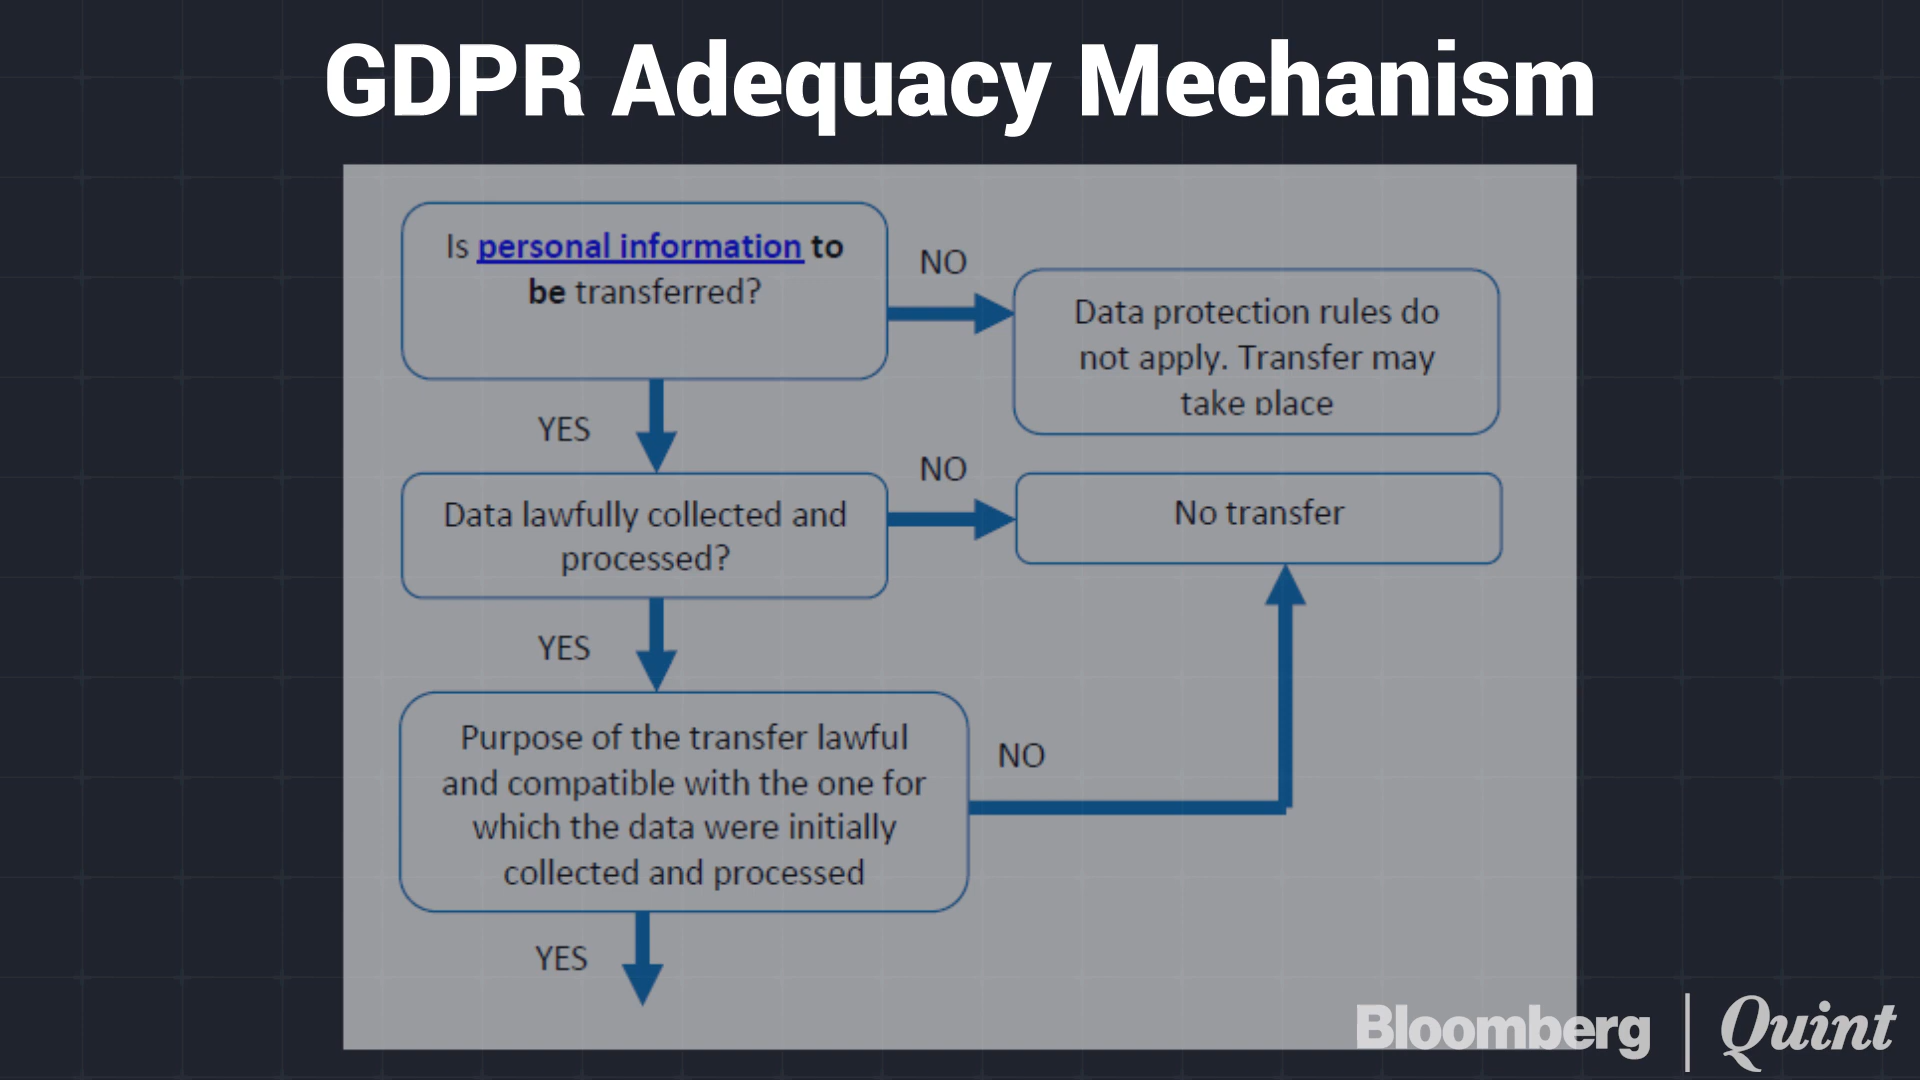 GDPR Adequacy Mechanism
Is personal information to
be transferred?
NO
Data protection rules do
not apply. Transfer may
take place
YES
Data lawfully collected and
processed?
NO
No transfer
YES
Purpose of the transfer lawful
and compatible with the one for
which the data were initially
collected and processed
NO
YES
Bloomberg | Quint